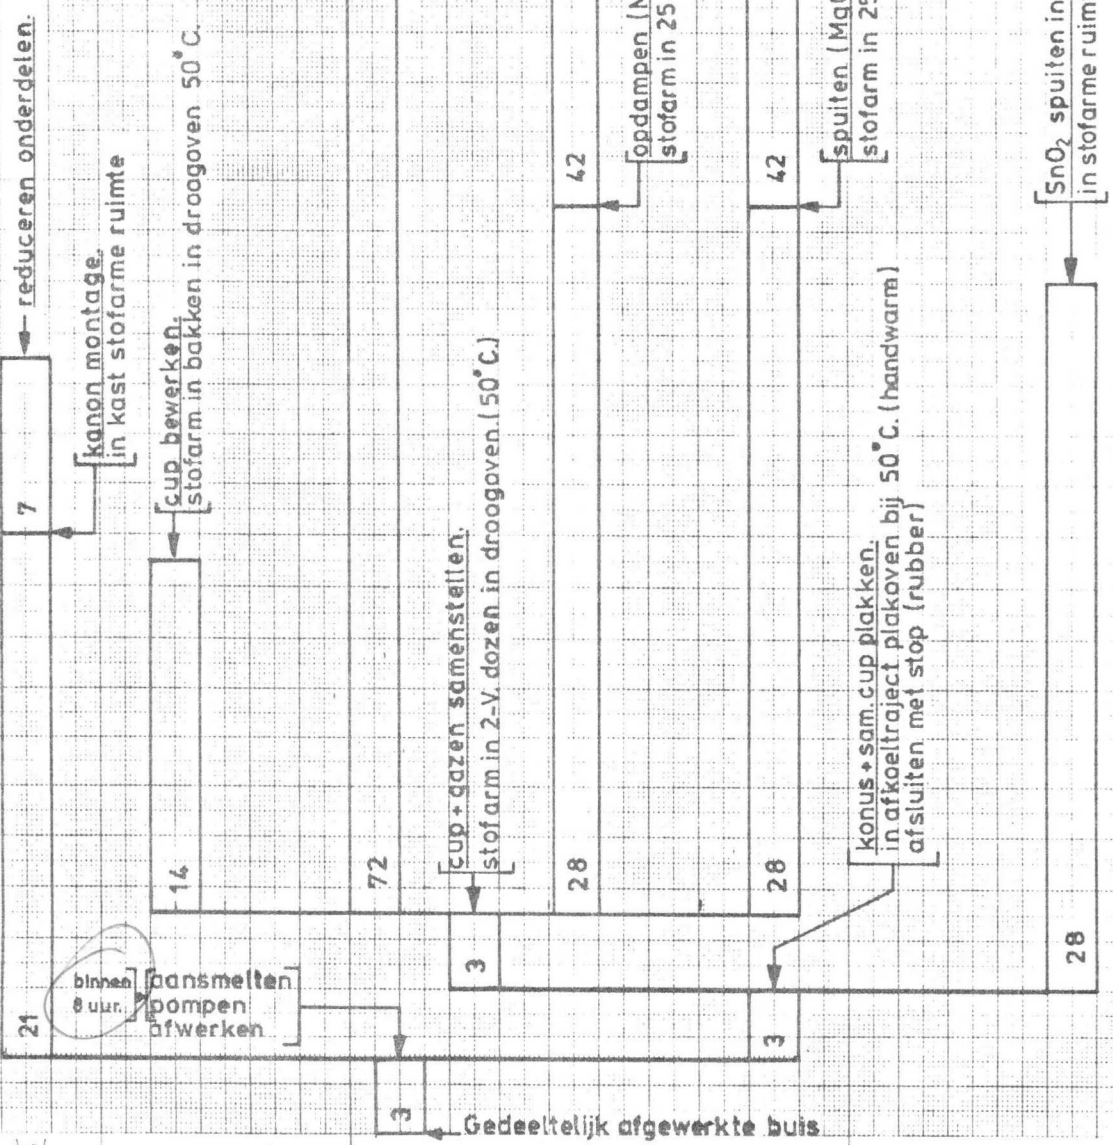 reduceren onderdelen.
7
kanon montage.
in kast stofarme ruimte
cup bewerken.
stofarm in bakken in droogoven 50°C.
14
72
cup + gazen samenstellen.
stofarm in 2-V. dozen in droogoven (50°C.)
3
42
opdampen (
stofarm in 25
28
42
spuiten (Mg
stofarm in 25
28
konus + sam. cup plakken.
in afkoeltraject plakoven bij 50°C. (handwarm)
afsluiten met stop (rubber)
SnO₂ spuiten in
in stofarme ruim
28
21
binnen
8 uur.
aansmelten
pompen
afwerken
3
3
Gedeeltelijk afgewerkte buis